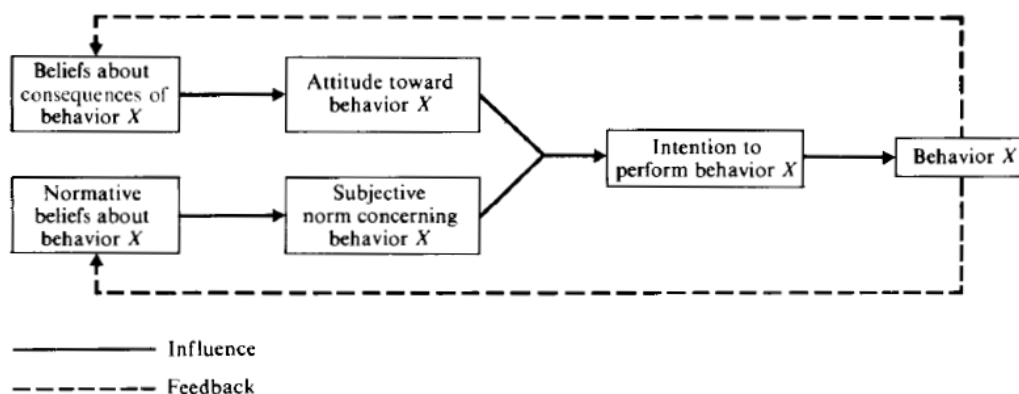 Beliefs about
consequences of
behavior X
Attitude toward
behavior X
Intention to
perform behavior X
Behavior X
Normative
beliefs about
behavior X
Subjective
norm concerning
behavior X
Influence
Feedback